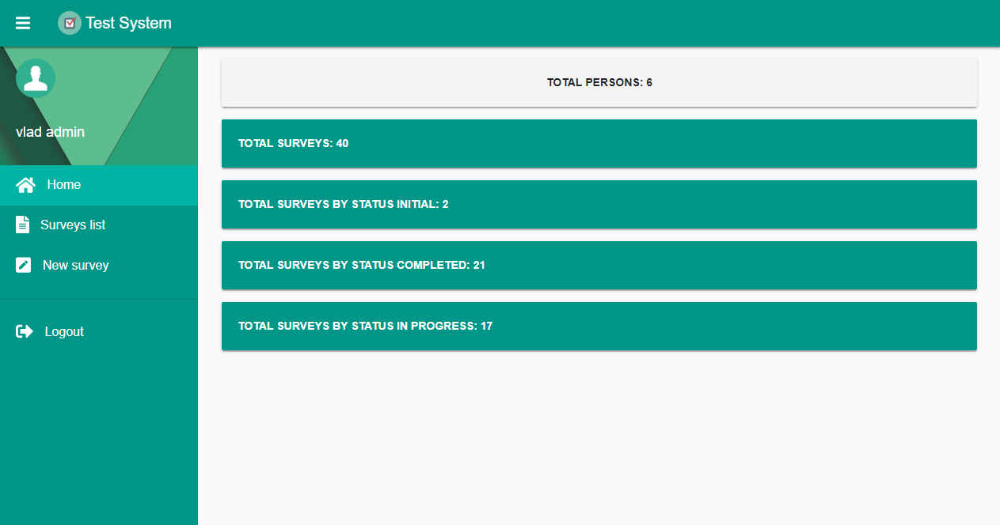 Test System
vlad admin
Home
Surveys list
New survey
Logout
TOTAL PERSONS: 6
TOTAL SURVEYS: 40
TOTAL SURVEYS BY STATUS INITIAL: 2
TOTAL SURVEYS BY STATUS COMPLETED: 21
TOTAL SURVEYS BY STATUS IN PROGRESS: 17